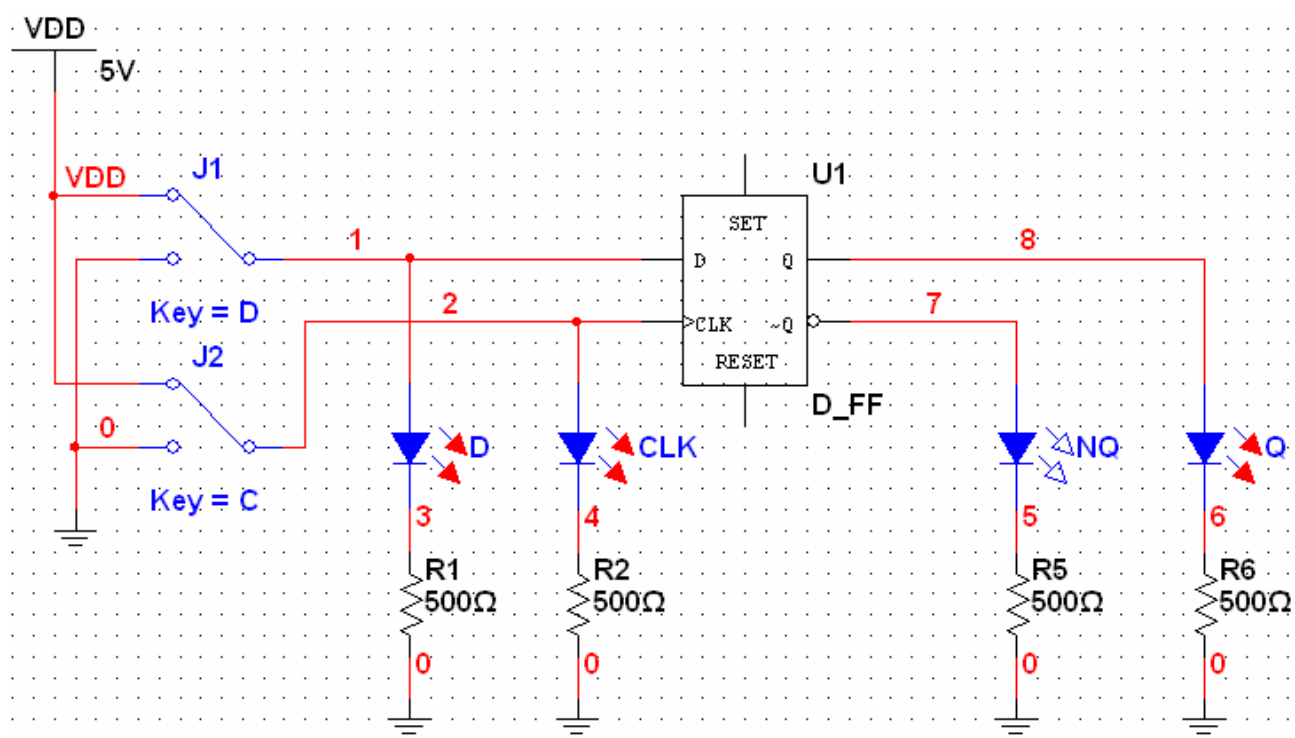 VDD
5V
VDD
J1
U1
SET
1
D
Q
8
Key = D
2
CLK
~Q
7
J2
RESET
D_FF
0
D
CLK
NQ
Q
Key = C
3
4
5
6
R1
500Ω
R2
500Ω
R5
500Ω
R6
500Ω
0
0
0
0